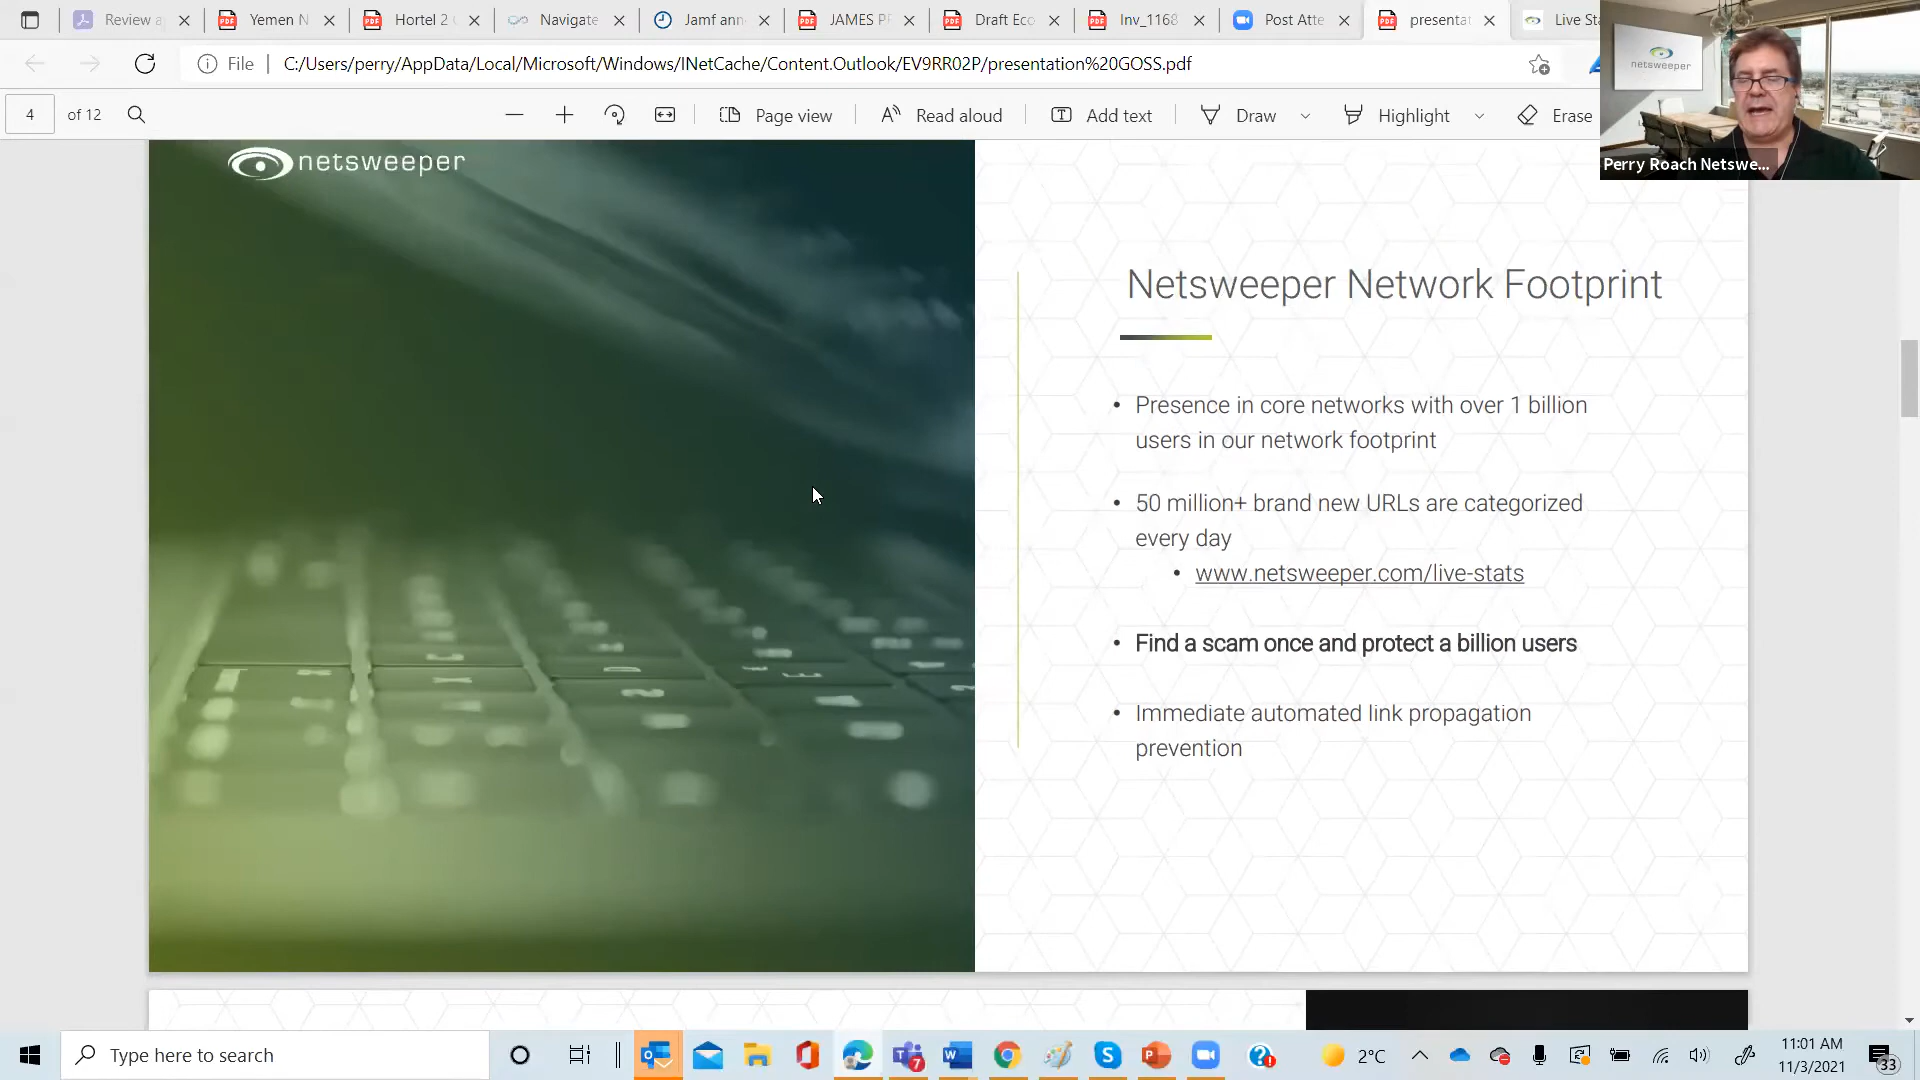 Review a
Yemen N
Hortel 2
Navigate
Jamf ann
JAMES P
Draft Eco
Inv_1168
Post Atte
presentat
Live Sta
File
C:/Users/perry/AppData/Local/Microsoft/Windows/INetCache/Content.Outlook/EV9RR02P/presentation%20GOSS.pdf
4 of 12
Page view
Read aloud
Add text
Draw
Highlight
Erase
netsweeper
Perry Roach Netswe...
netsweeper
Netsweeper Network Footprint
• Presence in core networks with over 1 billion
users in our network footprint
• 50 million+ brand new URLs are categorized
every day
• www.netsweeper.com/live-stats
• Find a scam once and protect a billion users
• Immediate automated link propagation
prevention
Type here to search
7
2°C
11:01 AM
11/3/2021
33